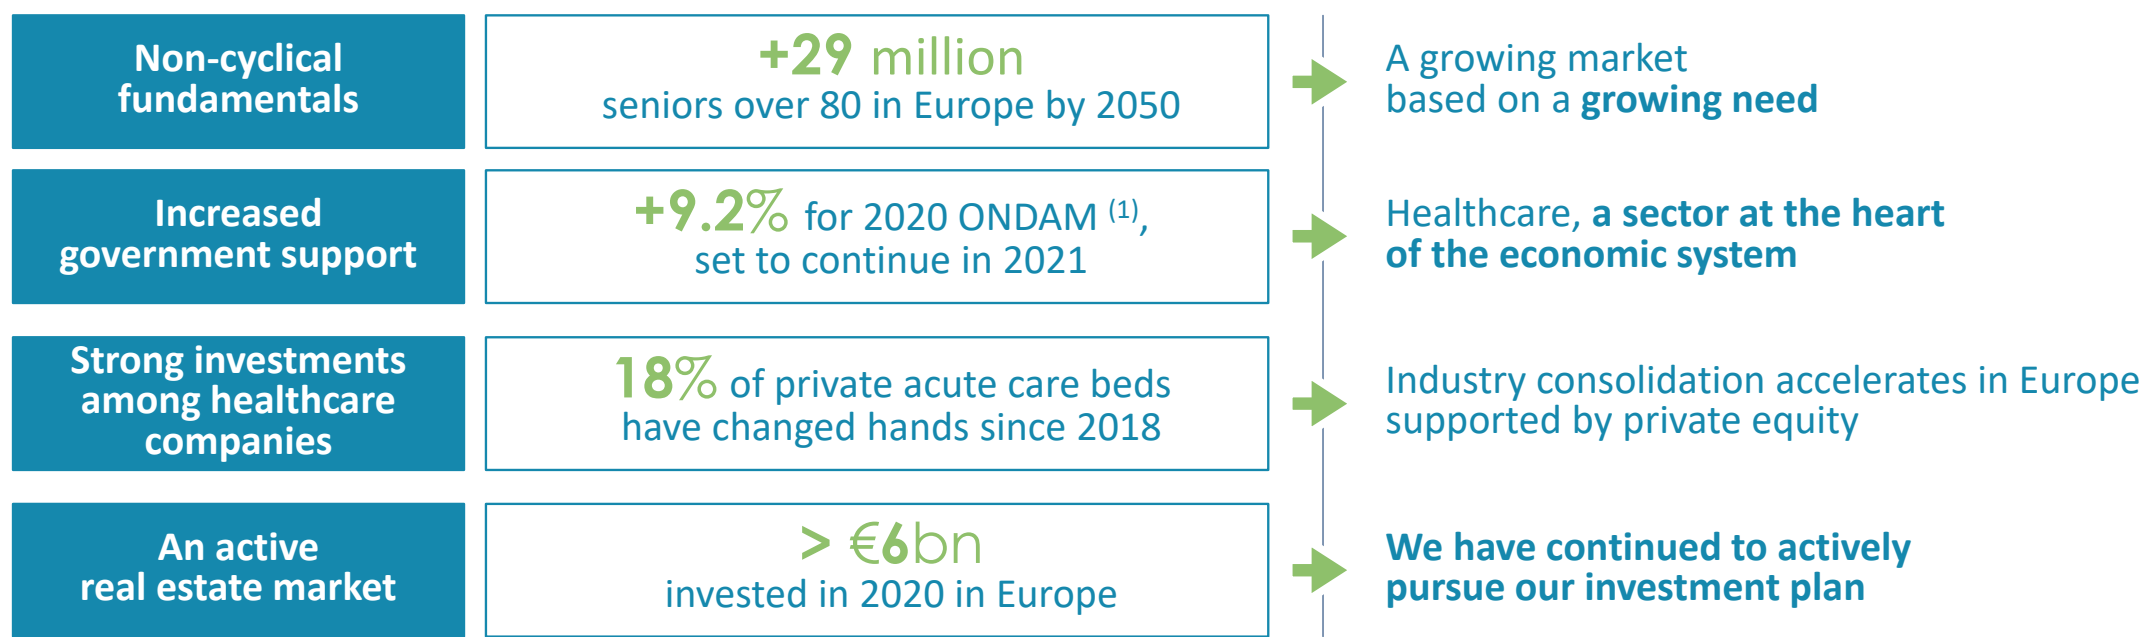 Non-cyclical
fundamentals
+29 million
seniors over 80 in Europe by 2050
A growing market
based on a growing need
Increased
government support
+9.2% for 2020 ONDAM (1),
set to continue in 2021
Healthcare, a sector at the heart
of the economic system
Strong investments
among healthcare
companies
18% of private acute care beds
have changed hands since 2018
Industry consolidation accelerates in Europe
supported by private equity
An active
real estate market
> €6bn
invested in 2020 in Europe
We have continued to actively
pursue our investment plan